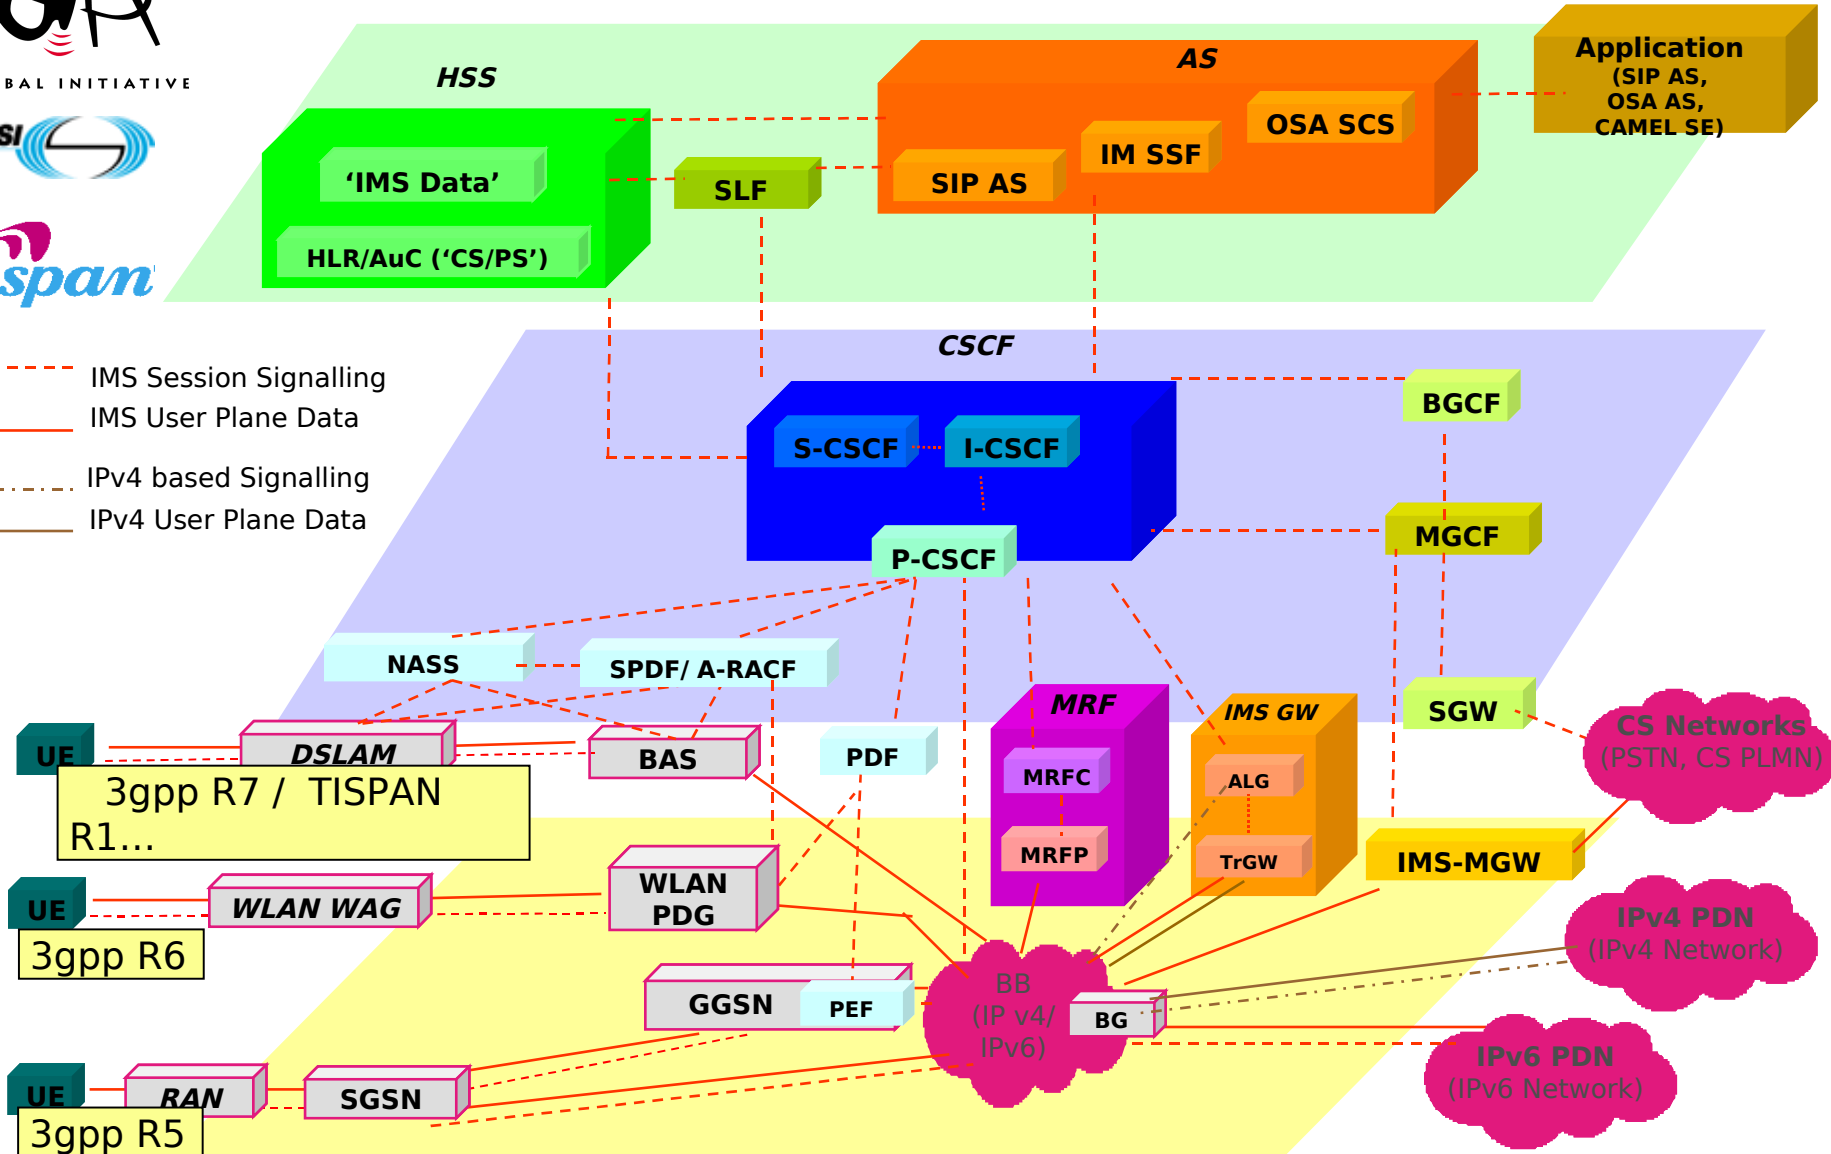 BAL INITIATIVE
SI
span
HSS
AS
Application
(SIP AS,
OSA AS,
CAMEL SE)
OSA SCS
IM SSF
SIP AS
SLF
‘IMS Data’
HLR/AuC (‘CS/PS’)
IMS Session Signalling
IMS User Plane Data
IPv4 based Signalling
IPv4 User Plane Data
CSCF
S-CSCF
I-CSCF
P-CSCF
BGCF
MGCF
SGW
NASS
SPDF/ A-RACF
UE
DSLAM
BAS
PDF
MRF
MRFC
MRFP
IMS GW
ALG
TrGW
IMS-MGW
CS Networks
(PSTN, CS PLMN)
3gpp R7 / TISPAN
R1...
UE
WLAN WAG
WLAN
PDG
3gpp R6
GGSN
PEF
BB
(IP v4/
IPv6)
BG
IPv4 PDN
(IPv4 Network)
IPv6 PDN
(IPv6 Network)
UE
RAN
SGSN
3gpp R5